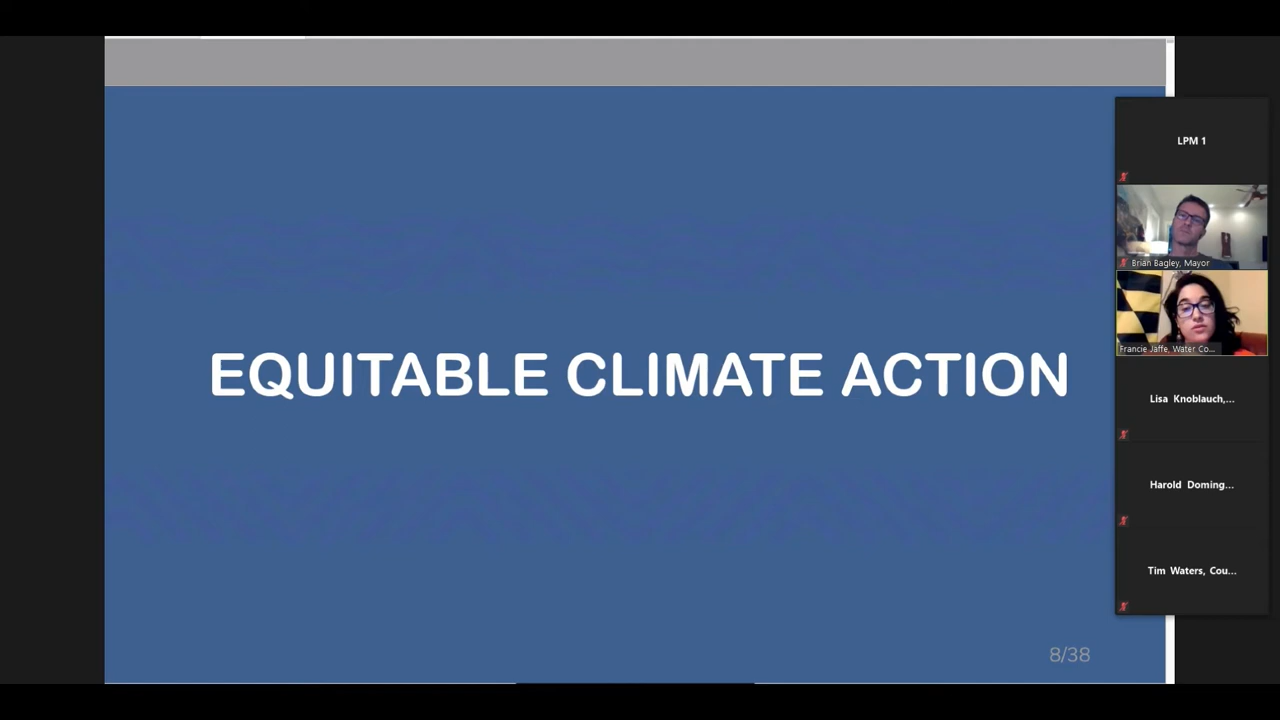 EQUITABLE CLIMATE ACTION
8/38
LPM 1
Brian Bagley, Mayor
Francie Jaffe, Water Co...
Lisa Knoblauch,...
Harold Doming...
Tim Waters, Cou...